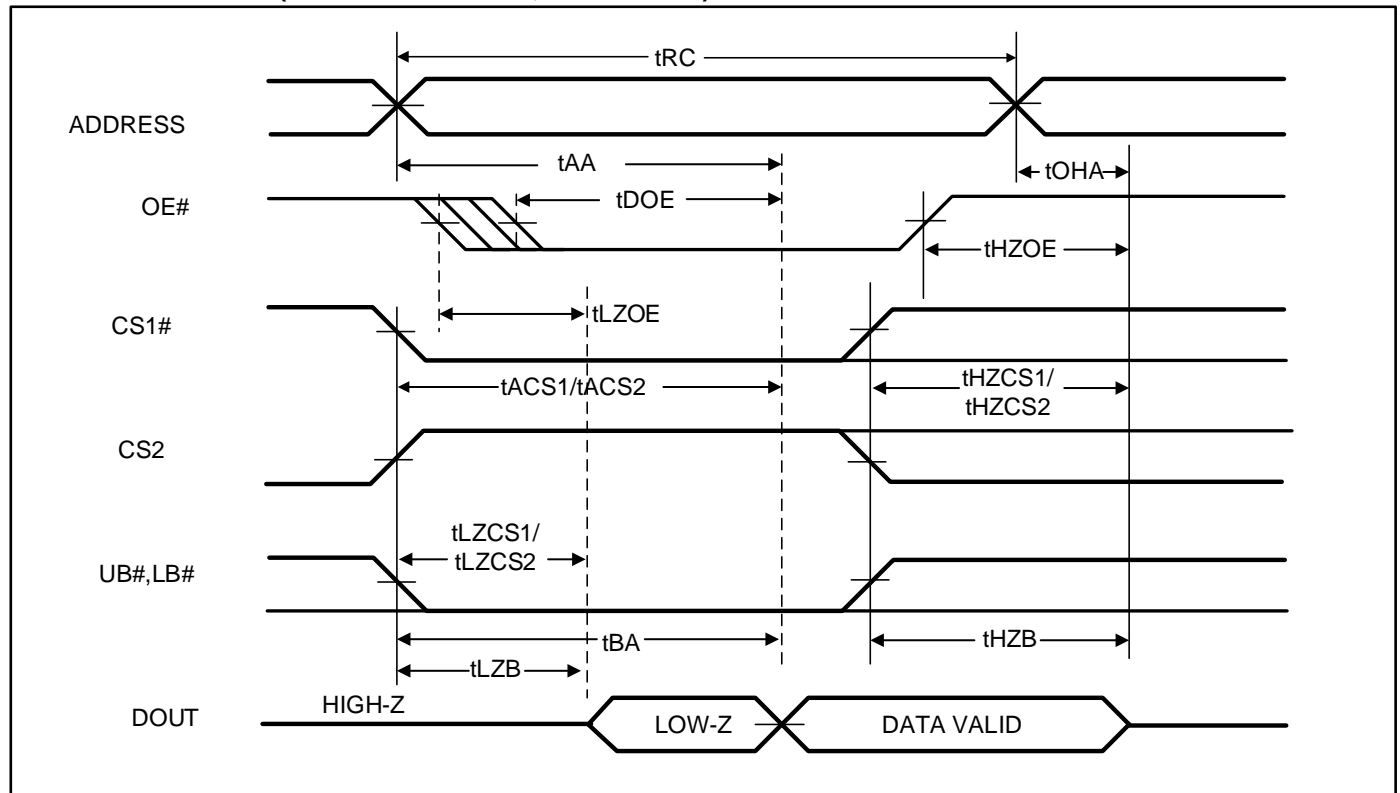 tRC
ADDRESS
tAA
tOHA
OE#
tDOE
tHZOE
CS1#
tLZOE
tACS1/tACS2
tHZCS1/
tHZCS2
CS2
tLZCS1/
tLZCS2
UB#,LB#
tBA
tHZB
tLZB
DOUT
HIGH-Z
LOW-Z
DATA VALID